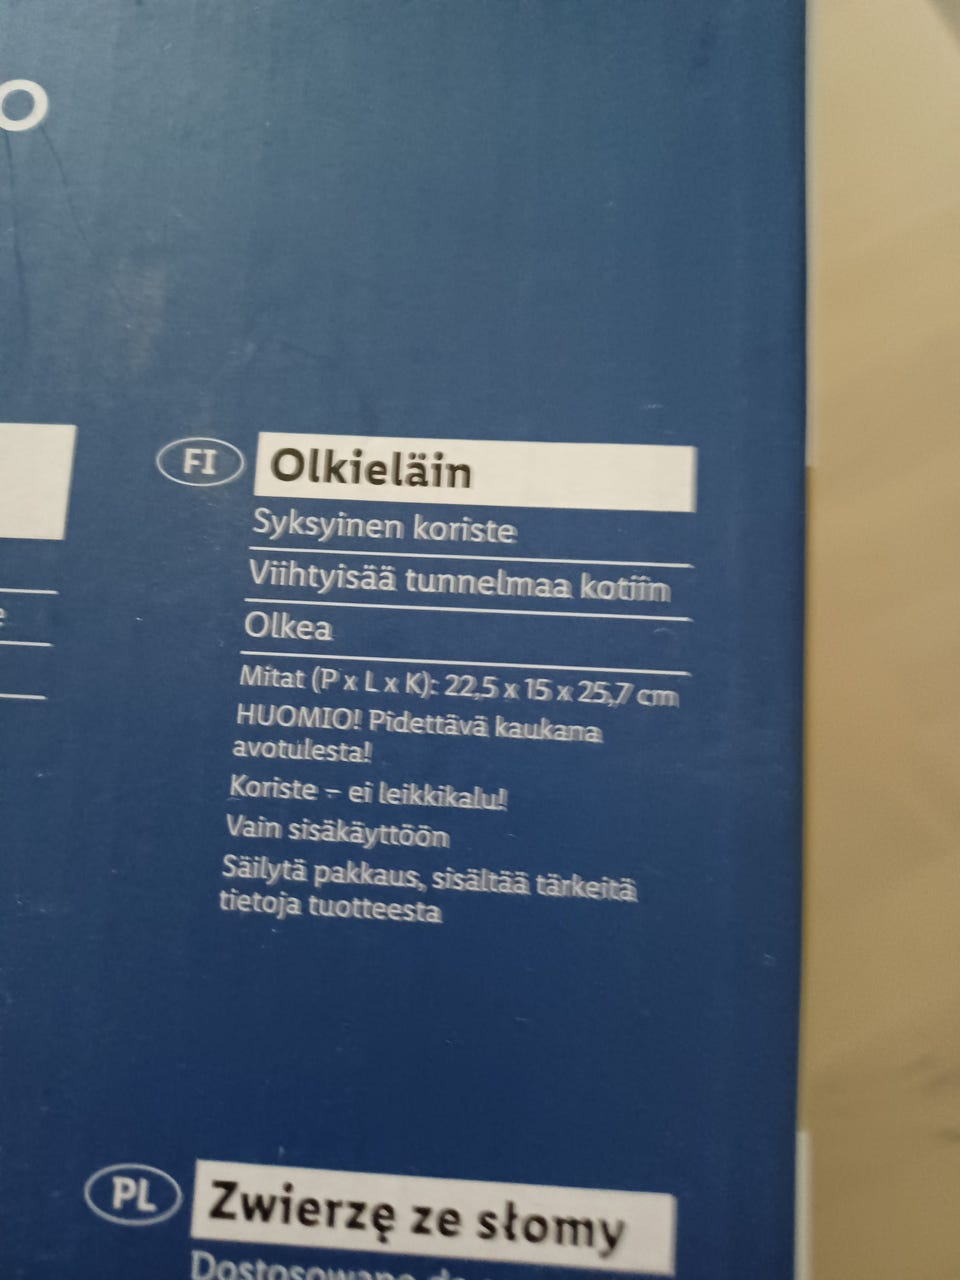 O
FI
Olkieläin
Syksyinen koriste
Viihtyisää tunnelmaa kotiin
Olkea
Mitat (P x L x K): 22,5 x 15 x 25,7 cm
HUOMIO! Pidettävä kaukana
avotulesta!
Koriste – ei leikkikalu!
Vain sisäkäyttöön
Säilytä pakkaus, sisältää tärkeitä
tietoja tuotteesta
e
PL
Zwierzę ze słomy